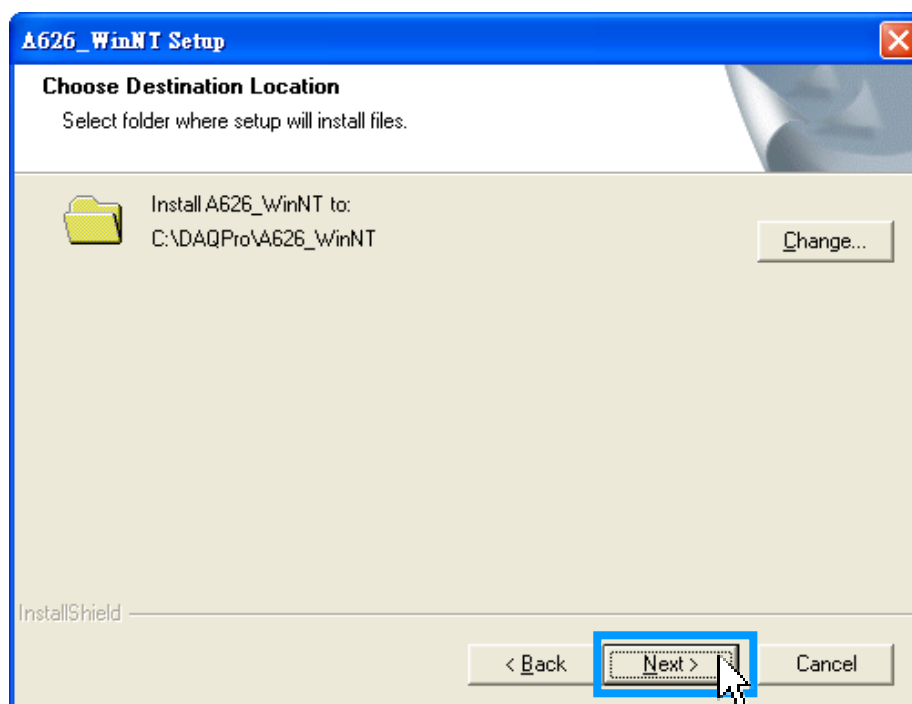 A626_WinNT Setup
Choose Destination Location
Select folder where setup will install files.
Install A626_WinNT to:
C:\DAQPro\A626_WinNT
Change...
InstallShield
< Back
Next >
Cancel